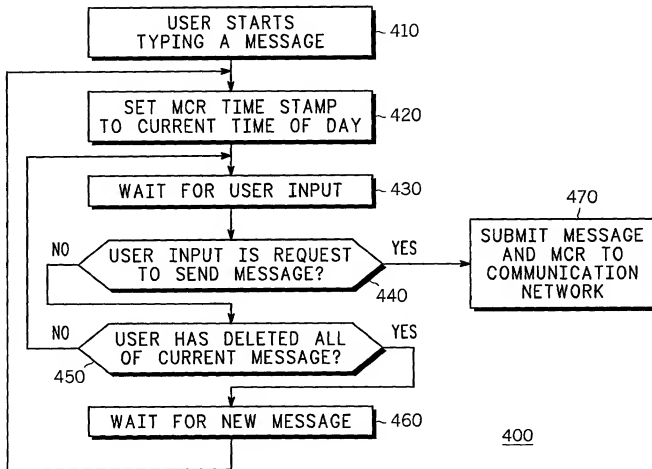 USER STARTS
TYPING A MESSAGE
410
SET MCR TIME STAMP
TO CURRENT TIME OF DAY
420
WAIT FOR USER INPUT
430
NO
USER INPUT IS REQUEST
TO SEND MESSAGE?
YES
440
470
SUBMIT MESSAGE
AND MCR TO
COMMUNICATION
NETWORK
NO
USER HAS DELETED ALL
OF CURRENT MESSAGE?
YES
450
WAIT FOR NEW MESSAGE
460
400